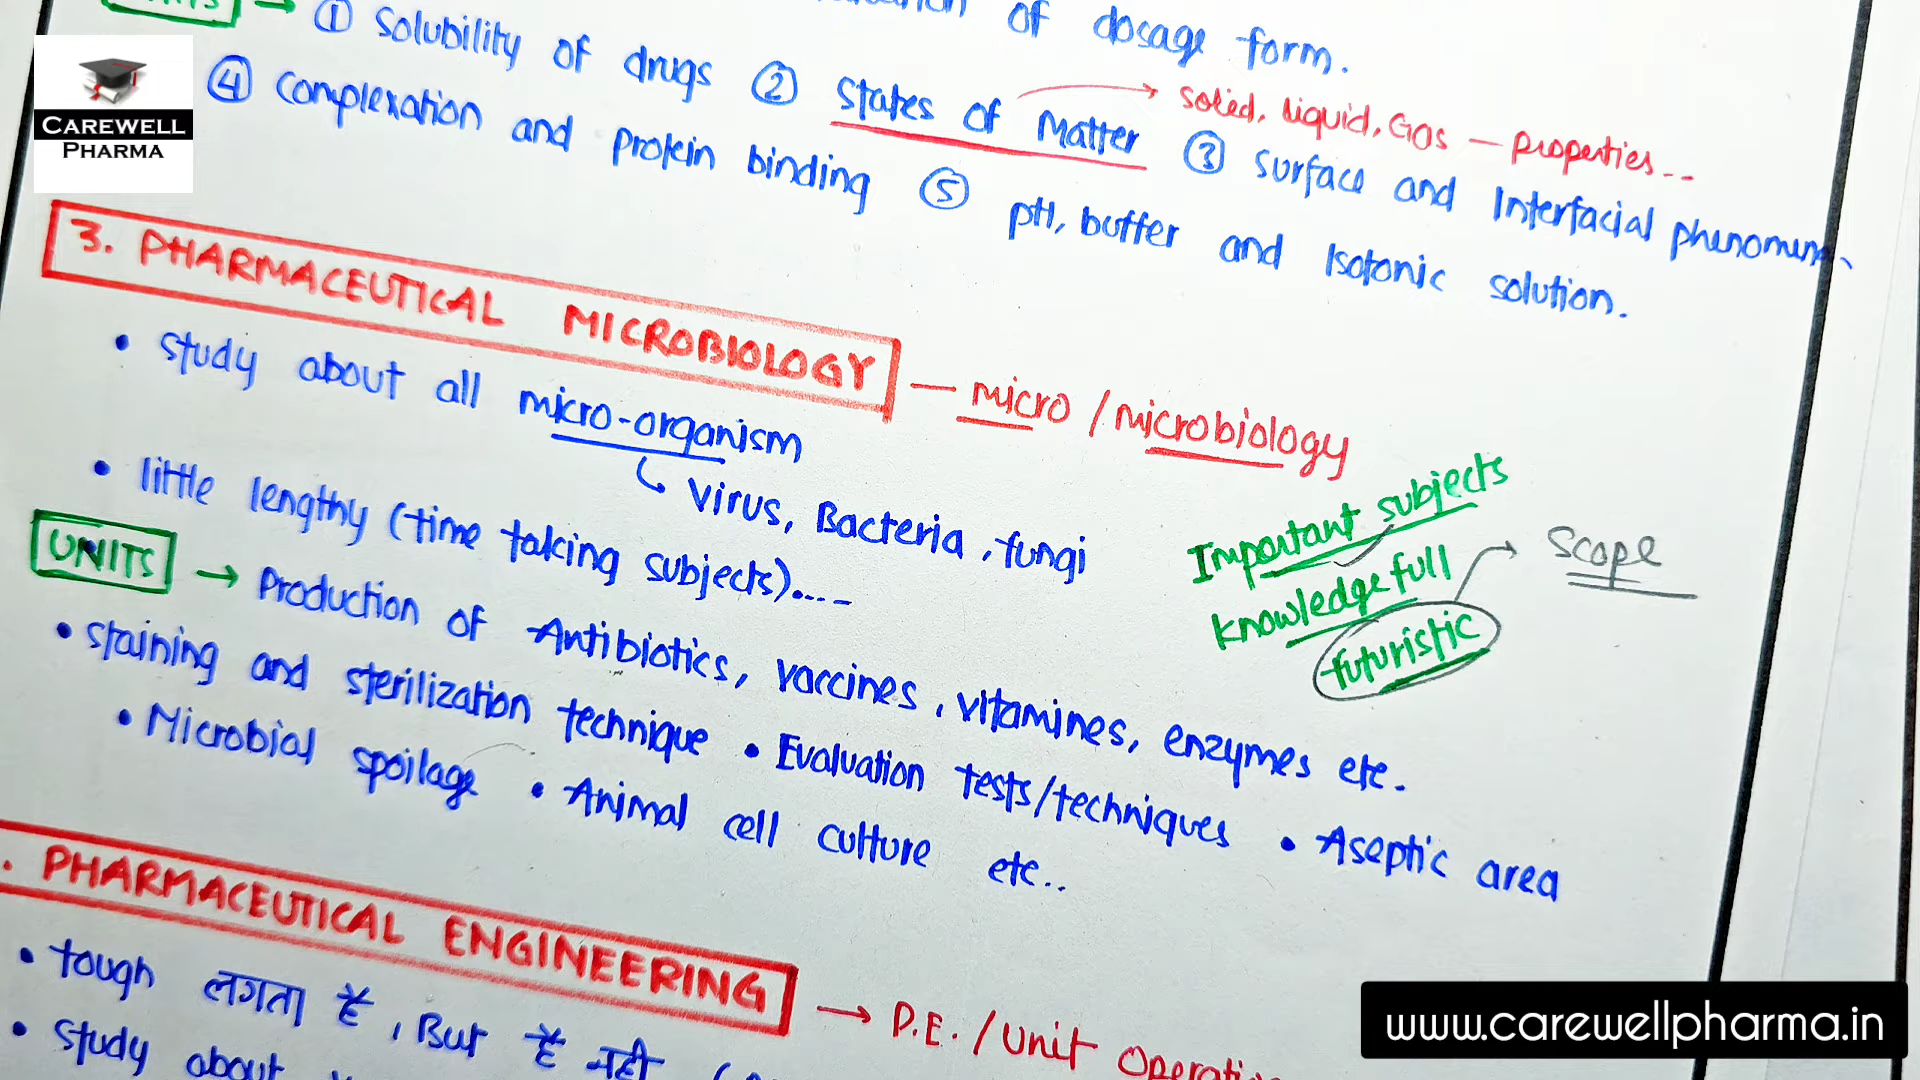 of dosage form.
① Solubility of drugs ② States of Matter → Solid, Liquid, Gas — properties.. ③ Surface and Interfacial phenomena
④ Complexation and protein binding ⑤ pH, buffer and Isotonic solution.
CAREWELL
PHARMA
3. PHARMACEUTICAL MICROBIOLOGY — micro / microbiology
• study about all micro-organism
Virus, Bacteria, fungi
• little lengthy (time taking subjects)....
Important subjects
knowledgefull
futuristic → Scope
UNITS → Production of Antibiotics, vaccines, vitamines, enzymes etc.
• Staining and sterilization technique • Evaluation tests/techniques • Aseptic area
• Microbial spoilage • Animal cell culture etc..
. PHARMACEUTICAL ENGINEERING → P.E. / Unit
• tough लगता है, But है नही
• study about
www.carewellpharma.in